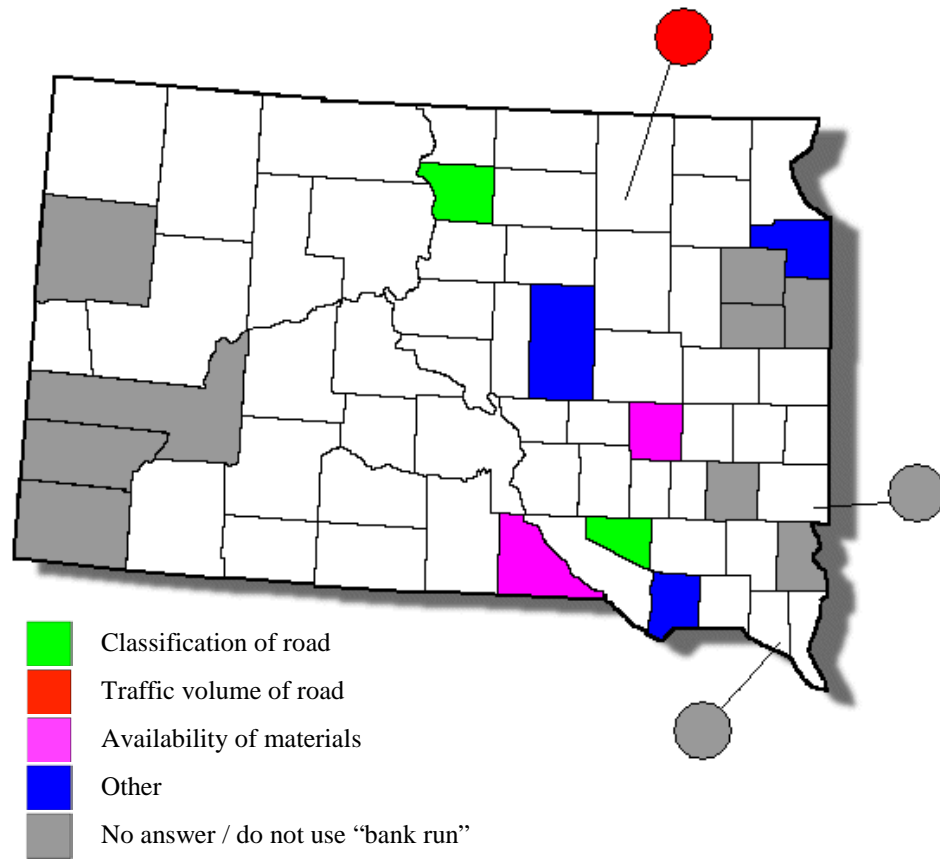 Classification of road
Traffic volume of road
Availability of materials
Other
No answer / do not use “bank run”